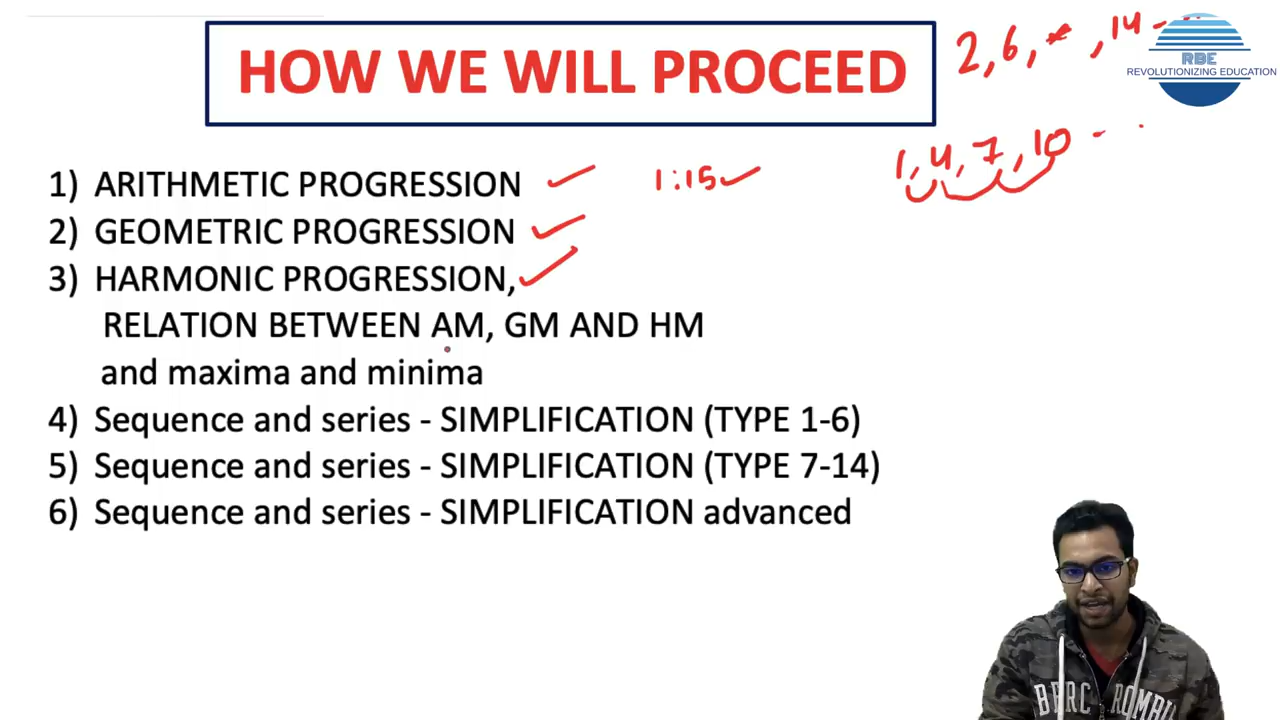 HOW WE WILL PROCEED
2, 6, * , 14 - -
RBE
REVOLUTIONIZING EDUCATION
1, 4, 7, 10 - -
1) ARITHMETIC PROGRESSION
1:15
2) GEOMETRIC PROGRESSION
3) HARMONIC PROGRESSION,
RELATION BETWEEN AM, GM AND HM
and maxima and minima
4) Sequence and series - SIMPLIFICATION (TYPE 1-6)
5) Sequence and series - SIMPLIFICATION (TYPE 7-14)
6) Sequence and series - SIMPLIFICATION advanced